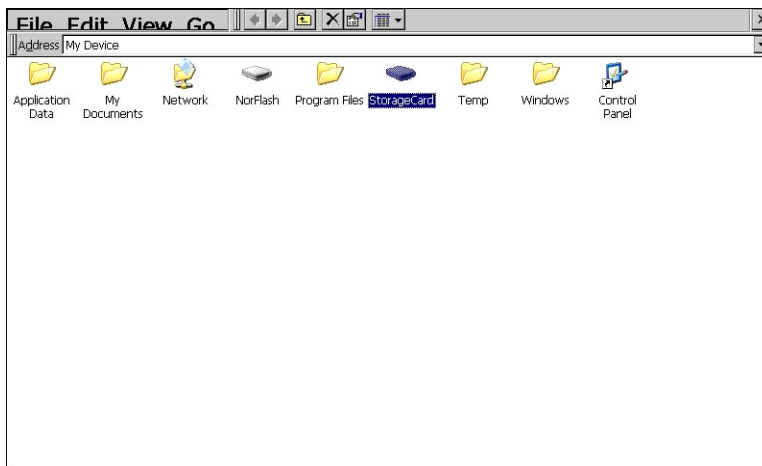 File Edit View Go
Address My Device
Application Data
My Documents
Network
NorFlash
Program Files
StorageCard
Temp
Windows
Control Panel